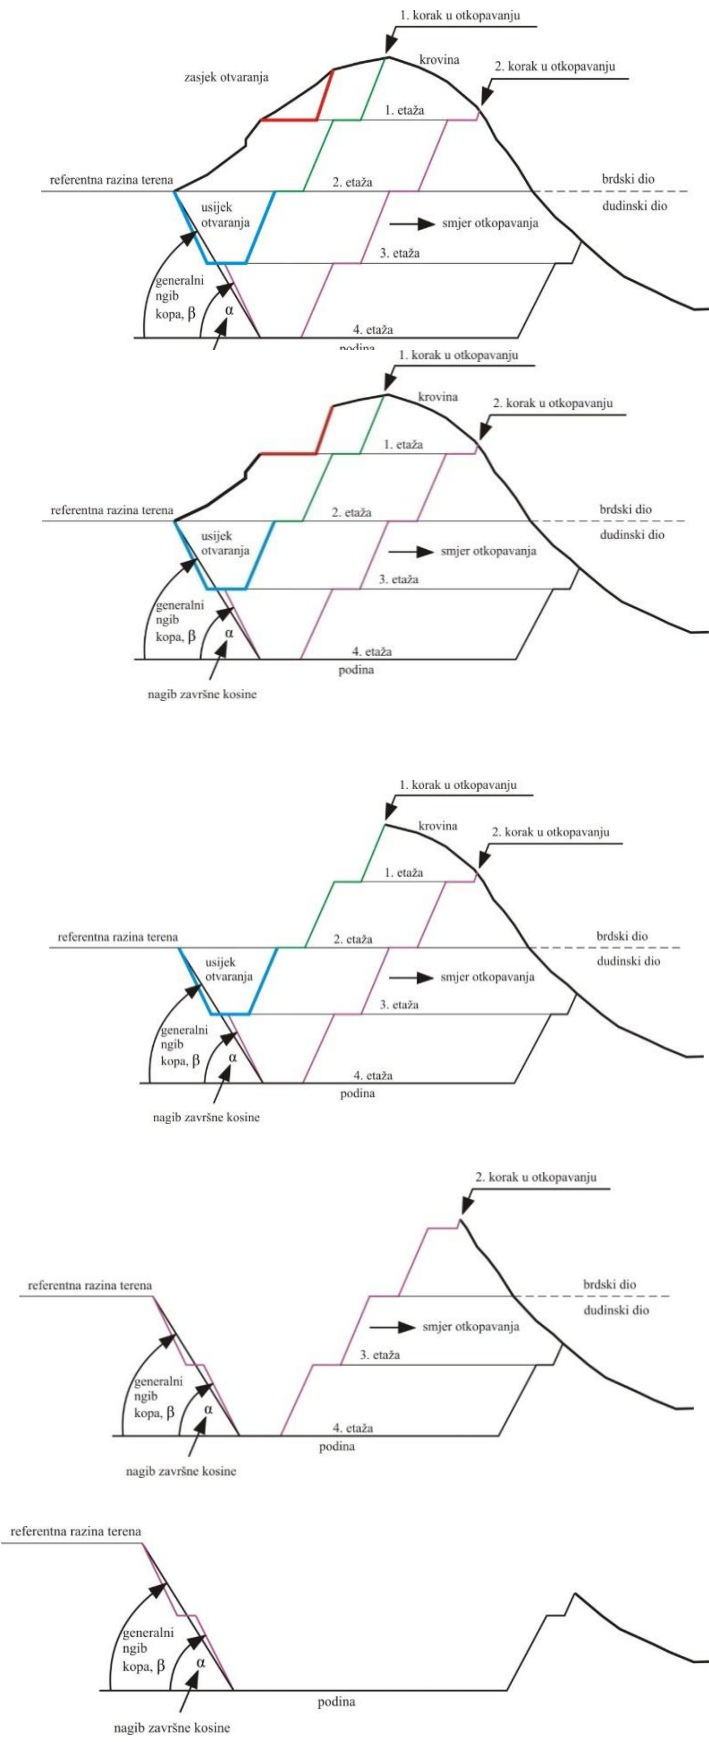 1. korak u otkopavanju
krovina
2. korak u otkopavanju
zasjek otvaranja
1. etaža
referentna razina terena
2. etaža
brdski dio
dudinski dio
usijek
otvaranja
smjer otkopavanja
3. etaža
generalni
ngib
kopa, β
α
4. etaža
podina
1. korak u otkopavanju
krovina
2. korak u otkopavanju
1. etaža
referentna razina terena
2. etaža
brdski dio
dudinski dio
usijek
otvaranja
smjer otkopavanja
3. etaža
generalni
ngib
kopa, β
α
4. etaža
podina
nagib završne kosine
1. korak u otkopavanju
krovina
2. korak u otkopavanju
1. etaža
referentna razina terena
2. etaža
brdski dio
dudinski dio
usijek
otvaranja
smjer otkopavanja
3. etaža
generalni
ngib
kopa, β
α
4. etaža
podina
nagib završne kosine
2. korak u otkopavanju
referentna razina terena
brdski dio
dudinski dio
smjer otkopavanja
3. etaža
generalni
ngib
kopa, β
α
4. etaža
podina
nagib završne kosine
referentna razina terena
generalni
ngib
kopa, β
α
podina
nagib završne kosine